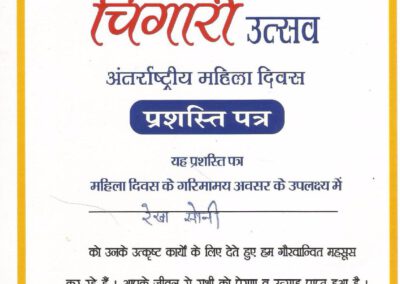 चिंगारी उत्सव
अंतर्राष्ट्रीय महिला दिवस
प्रशस्ति पत्र
यह प्रशस्ति पत्र
महिला दिवस के गरिमामय अवसर के उपलक्ष्य में
रेखा सोनी
को उनके उत्कृष्ट कार्यों के लिए देते हुए हम गौरवान्वित महसूस
कर रहे हैं । आपके जीवन से सभी को प्रेरणा व उत्साह प्राप्त हुआ है ।